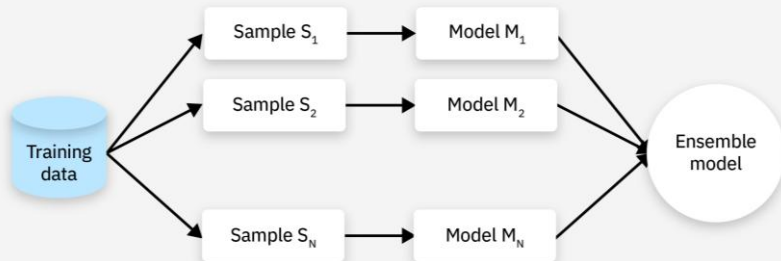 Sample S₁
Model M₁
Sample S₂
Model M₂
Training
data
Ensemble
model
Sample Sₙ
Model Mₙ